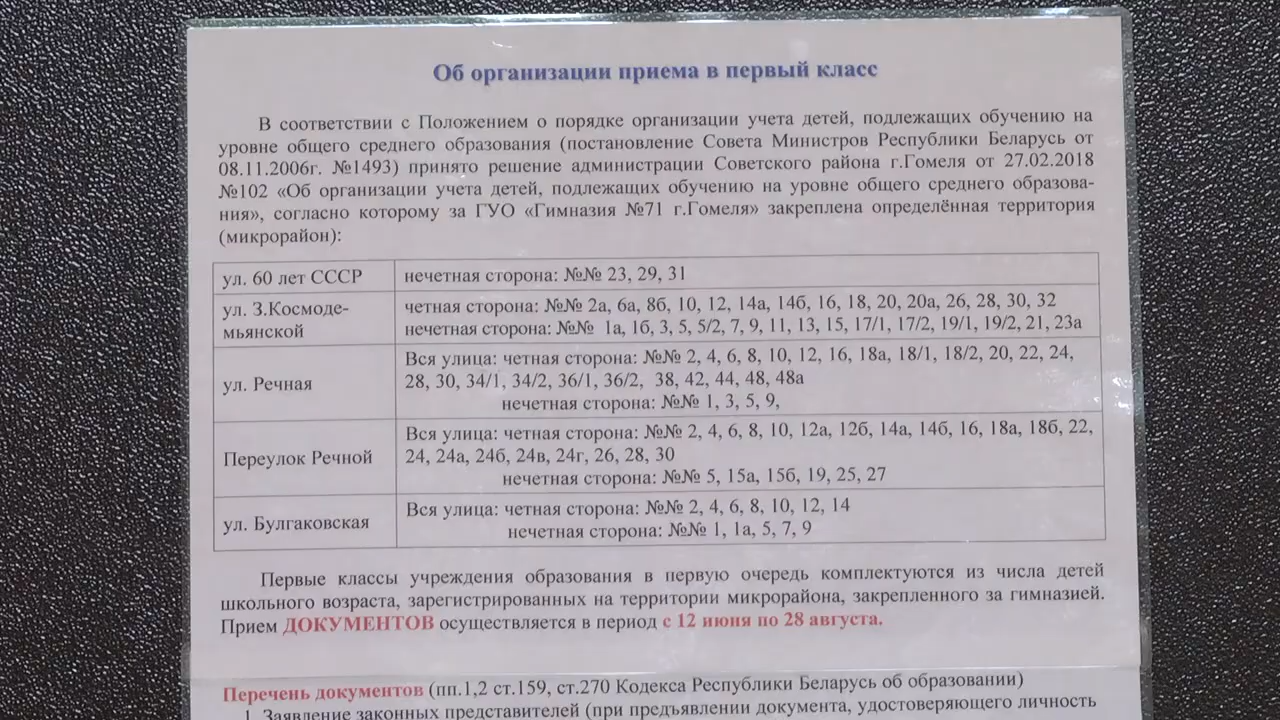 Об организации приема в первый класс
В соответствии с Положением о порядке организации учета детей, подлежащих обучению на
уровне общего среднего образования (постановление Совета Министров Республики Беларусь от
08.11.2006г. №1493) принято решение администрации Советского района г.Гомеля от 27.02.2018
№102 «Об организации учета детей, подлежащих обучению на уровне общего среднего образова-
ния», согласно которому за ГУО «Гимназия №71 г.Гомеля» закреплена определённая территория
(микрорайон):
ул. 60 лет СССР
нечетная сторона: №№ 23, 29, 31
ул. З.Космоде-
мьянской
четная сторона: №№ 2а, 6а, 8б, 10, 12, 14а, 14б, 16, 18, 20, 20а, 26, 28, 30, 32
нечетная сторона: №№ 1а, 1б, 3, 5, 5/2, 7, 9, 11, 13, 15, 17/1, 17/2, 19/1, 19/2, 21, 23а
ул. Речная
Вся улица: четная сторона: №№ 2, 4, 6, 8, 10, 12, 16, 18а, 18/1, 18/2, 20, 22, 24,
28, 30, 34/1, 34/2, 36/1, 36/2, 38, 42, 44, 48, 48а
нечетная сторона: №№ 1, 3, 5, 9,
Переулок Речной
Вся улица: четная сторона: №№ 2, 4, 6, 8, 10, 12а, 12б, 14а, 14б, 16, 18а, 18б, 22,
24, 24а, 24б, 24в, 24г, 26, 28, 30
нечетная сторона: №№ 5, 15а, 15б, 19, 25, 27
ул. Булгаковская
Вся улица: четная сторона: №№ 2, 4, 6, 8, 10, 12, 14
нечетная сторона: №№ 1, 1а, 5, 7, 9
Первые классы учреждения образования в первую очередь комплектуются из числа детей
школьного возраста, зарегистрированных на территории микрорайона, закрепленного за гимназией.
Прием ДОКУМЕНТОВ осуществляется в период с 12 июня по 28 августа.
Перечень документов (пп.1,2 ст.159, ст.270 Кодекса Республики Беларусь об образовании)
1. Заявление законных представителей (при предъявлении документа, удостоверяющего личность